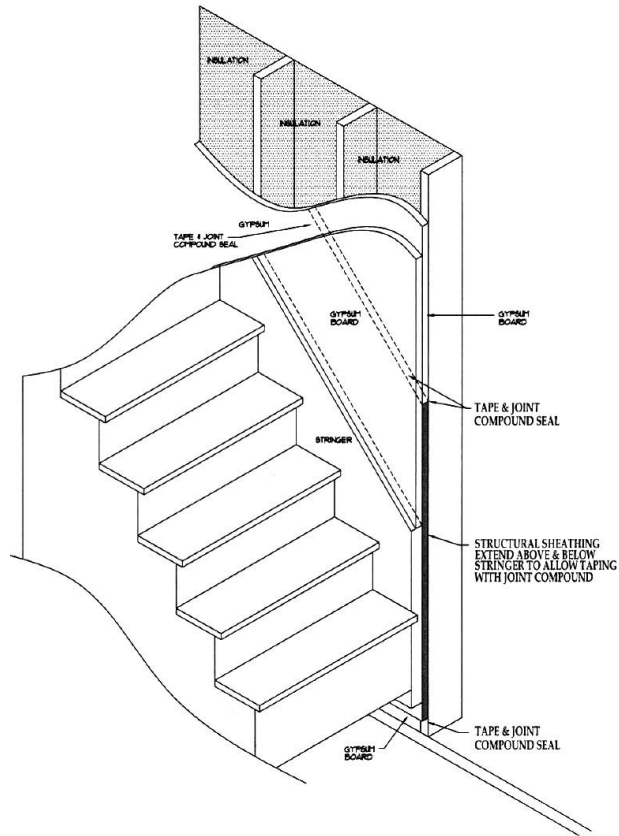 INSULATION
INSULATION
INSULATION
GYPSUM
TAPE & JOINT
COMPOUND SEAL
GYPSUM
BOARD
GYPSUM
BOARD
TAPE & JOINT
COMPOUND SEAL
STRINGER
STRUCTURAL SHEATHING
EXTEND ABOVE & BELOW
STRINGER TO ALLOW TAPING
WITH JOINT COMPOUND
TAPE & JOINT
COMPOUND SEAL
GYPSUM
BOARD